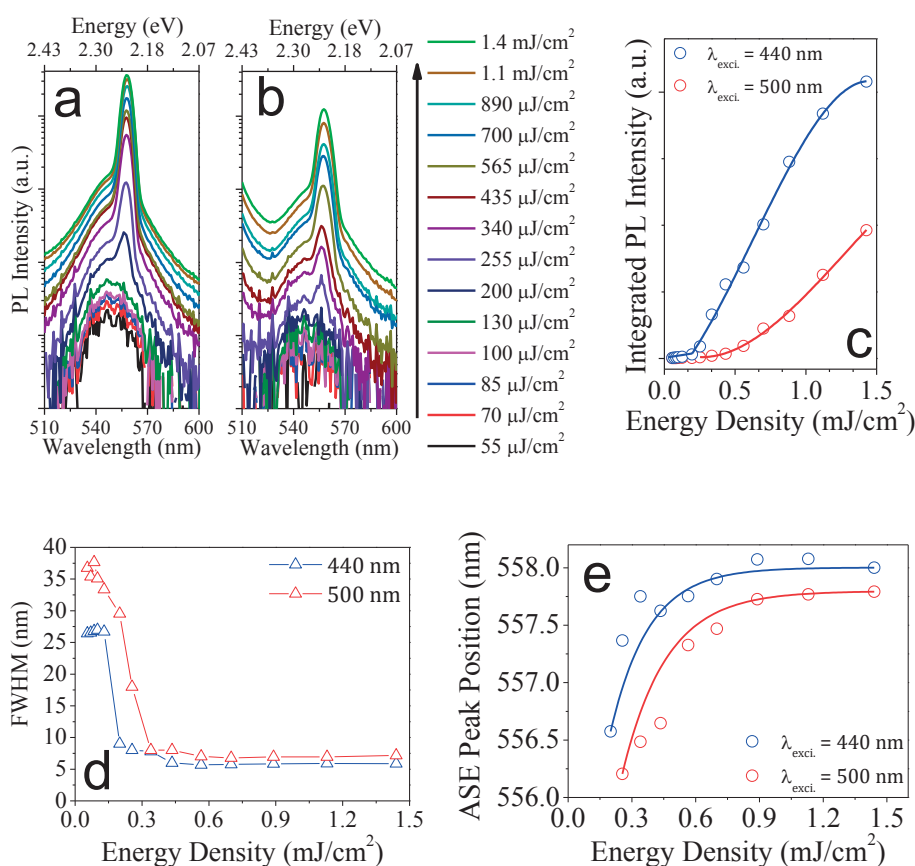 Energy (eV)
2.43 2.30 2.18 2.07
Energy (eV)
2.43 2.30 2.18 2.07
a
b
PL Intensity (a.u.)
510 540 570 600
Wavelength (nm)
510 540 570 600
Wavelength (nm)
1.4 mJ/cm²
1.1 mJ/cm²
890 μJ/cm²
700 μJ/cm²
565 μJ/cm²
435 μJ/cm²
340 μJ/cm²
255 μJ/cm²
200 μJ/cm²
130 μJ/cm²
100 μJ/cm²
85 μJ/cm²
70 μJ/cm²
55 μJ/cm²
Integrated PL Intensity (a.u.)
λexci. = 440 nm
λexci. = 500 nm
c
0.0 0.5 1.0 1.5
Energy Density (mJ/cm²)
FWHM (nm)
40
35
30
25
20
15
10
5
0
440 nm
500 nm
d
0.0 0.3 0.6 0.9 1.2 1.5
Energy Density (mJ/cm²)
ASE Peak Position (nm)
558.0
557.5
557.0
556.5
556.0
e
λexci. = 440 nm
λexci. = 500 nm
0.0 0.3 0.6 0.9 1.2 1.5
Energy Density (mJ/cm²)